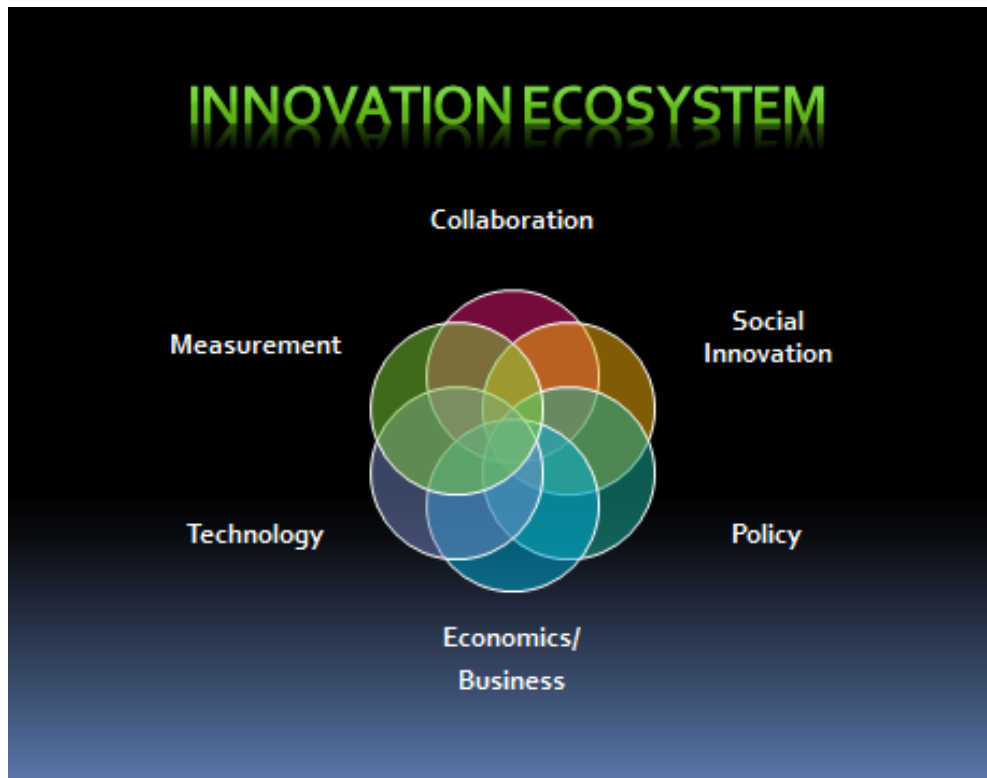 INNOVATION ECOSYSTEM
Collaboration
Social
Innovation
Measurement
Technology
Policy
Economics/
Business